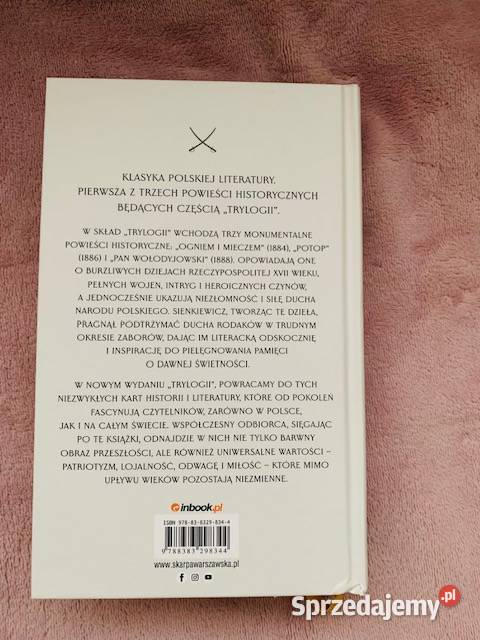 KLASYKA POLSKIEJ LITERATURY.
PIERWSZA Z TRZECH POWIEŚCI HISTORYCZNYCH
BĘDĄCYCH CZĘŚCIĄ „TRYLOGII”.
W SKŁAD „TRYLOGII” WCHODZĄ TRZY MONUMENTALNE
POWIEŚCI HISTORYCZNE: „OGNIEM I MIECZEM” (1884), „POTOP”
(1886) I „PAN WOŁODYJOWSKI” (1888). OPOWIADAJĄ ONE
O BURZLIWYCH DZIEJACH RZECZYPOSPOLITEJ XVII WIEKU,
PEŁNYCH WOJEN, INTRYG I HEROICZNYCH CZYNÓW,
A JEDNOCZEŚNIE UKAZUJĄ NIEZŁOMNOŚĆ I SIŁĘ DUCHA
NARODU POLSKIEGO. SIENKIEWICZ, TWORZĄC TE DZIEŁA,
PRAGNĄŁ PODTRZYMAĆ DUCHA RODAKÓW W TRUDNYM
OKRESIE ZABORÓW, DAJĄC IM LITERACKĄ ODSKOCZNIĘ
I INSPIRACJĘ DO PIELĘGNOWANIA PAMIĘCI
O DAWNEJ ŚWIETNOŚCI.
W NOWYM WYDANIU „TRYLOGII”, POWRACAMY DO TYCH
NIEZWYKŁYCH KART HISTORII I LITERATURY, KTÓRE OD POKOLEŃ
FASCYNUJĄ CZYTELNIKÓW, ZARÓWNO W POLSCE,
JAK I NA CAŁYM ŚWIECIE. WSPÓŁCZESNY ODBIORCA, SIĘGAJĄC
PO TE KSIĄŻKI, ODNAJDZIE W NICH NIE TYLKO BARWNY
OBRAZ PRZESZŁOŚCI, ALE RÓWNIEŻ UNIWERSALNE WARTOŚCI –
PATRIOTYZM, LOJALNOŚĆ, ODWAGĘ I MIŁOŚĆ – KTÓRE MIMO
UPŁYWU WIEKÓW POZOSTAJĄ NIEZMIENNE.
inbook.pl
ISBN 978-83-8329-834-4
9 788383 298344
www.skarpawarszawska.pl
Sprzedajemy.pl